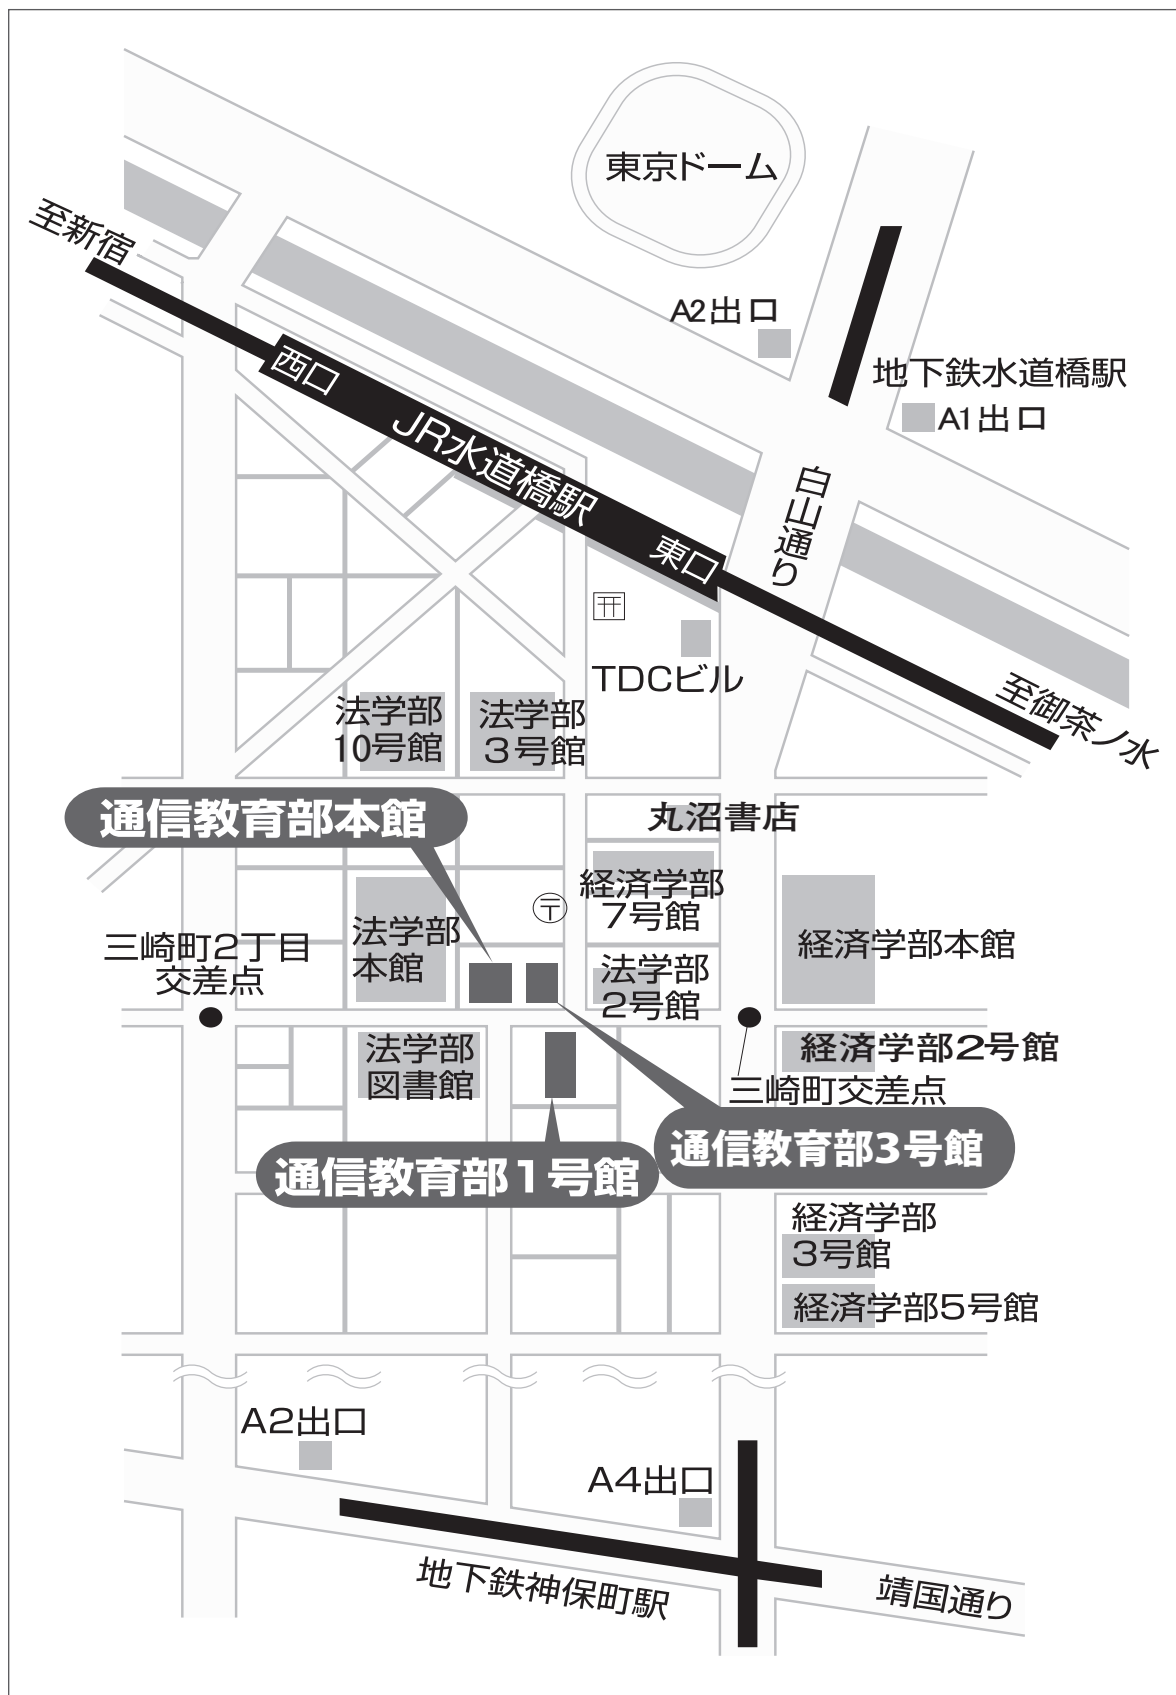 東京ドーム
至新宿
A2出口
地下鉄水道橋駅
A1出口
西口
JR水道橋駅
東口
白山通り
TDCビル
至御茶ノ水
法学部
10号館
法学部
3号館
通信教育部本館
丸沼書店
経済学部
7号館
〒
三崎町2丁目
交差点
法学部
本館
法学部
2号館
経済学部本館
法学部
図書館
経済学部2号館
三崎町交差点
通信教育部1号館
通信教育部3号館
経済学部
3号館
経済学部5号館
A2出口
A4出口
地下鉄神保町駅
靖国通り